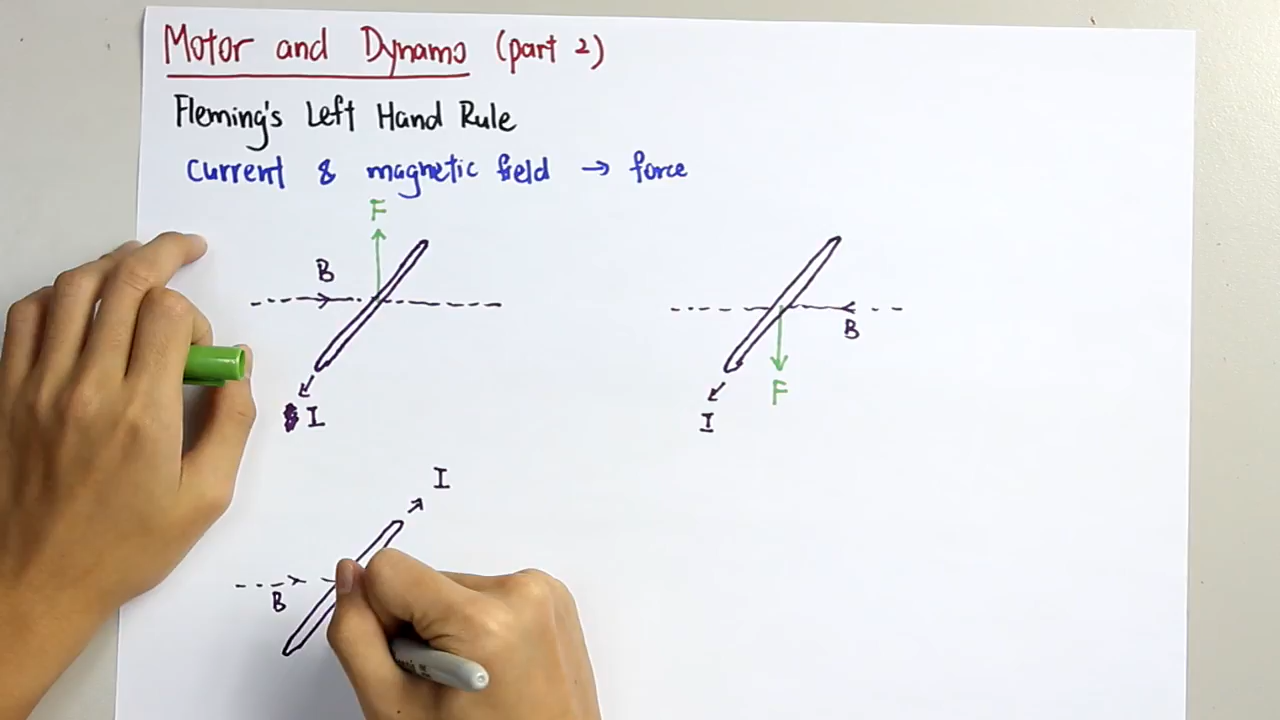 Motor and Dynamo (part 2)
Fleming's Left Hand Rule
Current & magnetic field → force
F
B
I
B
F
I
I
B